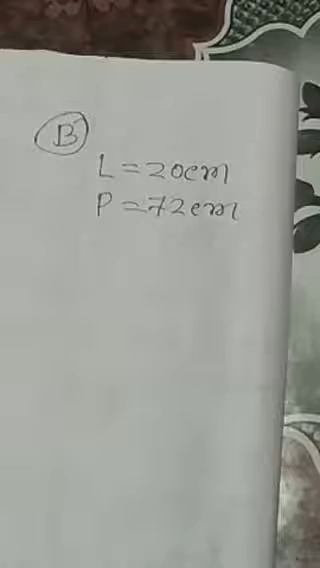 B
L = 20cm
P = 72cm